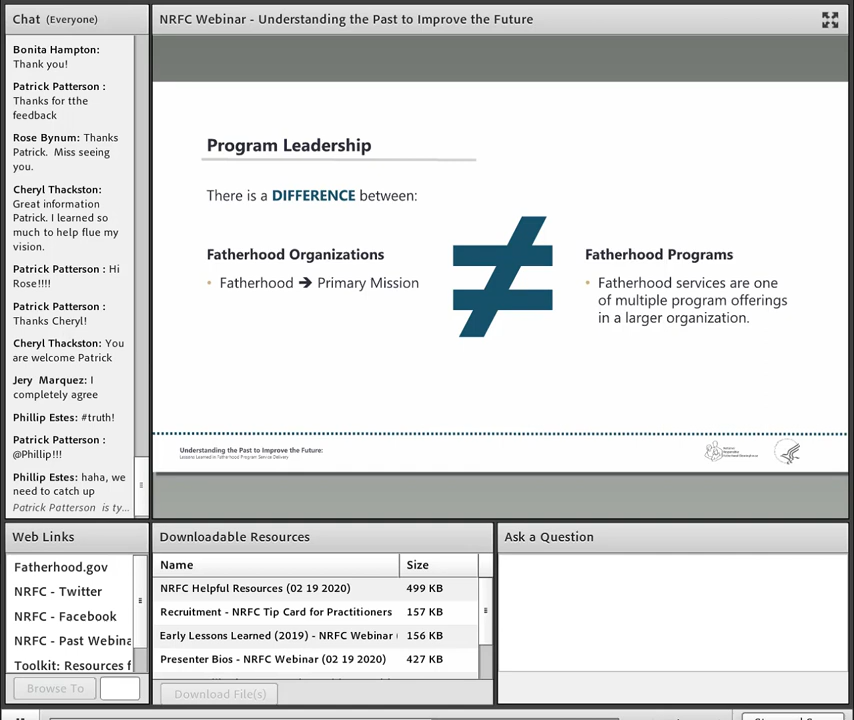 Chat (Everyone)
Bonita Hampton:
Thank you!
Patrick Patterson :
Thanks for tthe
feedback
Rose Bynum: Thanks
Patrick. Miss seeing
you.
Cheryl Thackston:
Great information
Patrick. I learned so
much to help flue my
vision.
Patrick Patterson : Hi
Rose!!!!
Patrick Patterson :
Thanks Cheryl!
Cheryl Thackston: You
are welcome Patrick
Jery Marquez: I
completely agree
Phillip Estes: #truth!
Patrick Patterson :
@Phillip!!!
Phillip Estes: haha, we
need to catch up
Patrick Patterson is ty...
NRFC Webinar - Understanding the Past to Improve the Future
Program Leadership
There is a DIFFERENCE between:
Fatherhood Organizations
• Fatherhood ➔ Primary Mission
≠
Fatherhood Programs
• Fatherhood services are one
of multiple program offerings
in a larger organization.
Understanding the Past to Improve the Future:
Lessons Learned in Fatherhood Program Service Delivery
Web Links
Fatherhood.gov
NRFC - Twitter
NRFC - Facebook
NRFC - Past Webina
Toolkit: Resources f
Browse To
Downloadable Resources
Name Size
NRFC Helpful Resources (02 19 2020) 499 KB
Recruitment - NRFC Tip Card for Practitioners 157 KB
Early Lessons Learned (2019) - NRFC Webinar 156 KB
Presenter Bios - NRFC Webinar (02 19 2020) 427 KB
Download File(s)
Ask a Question